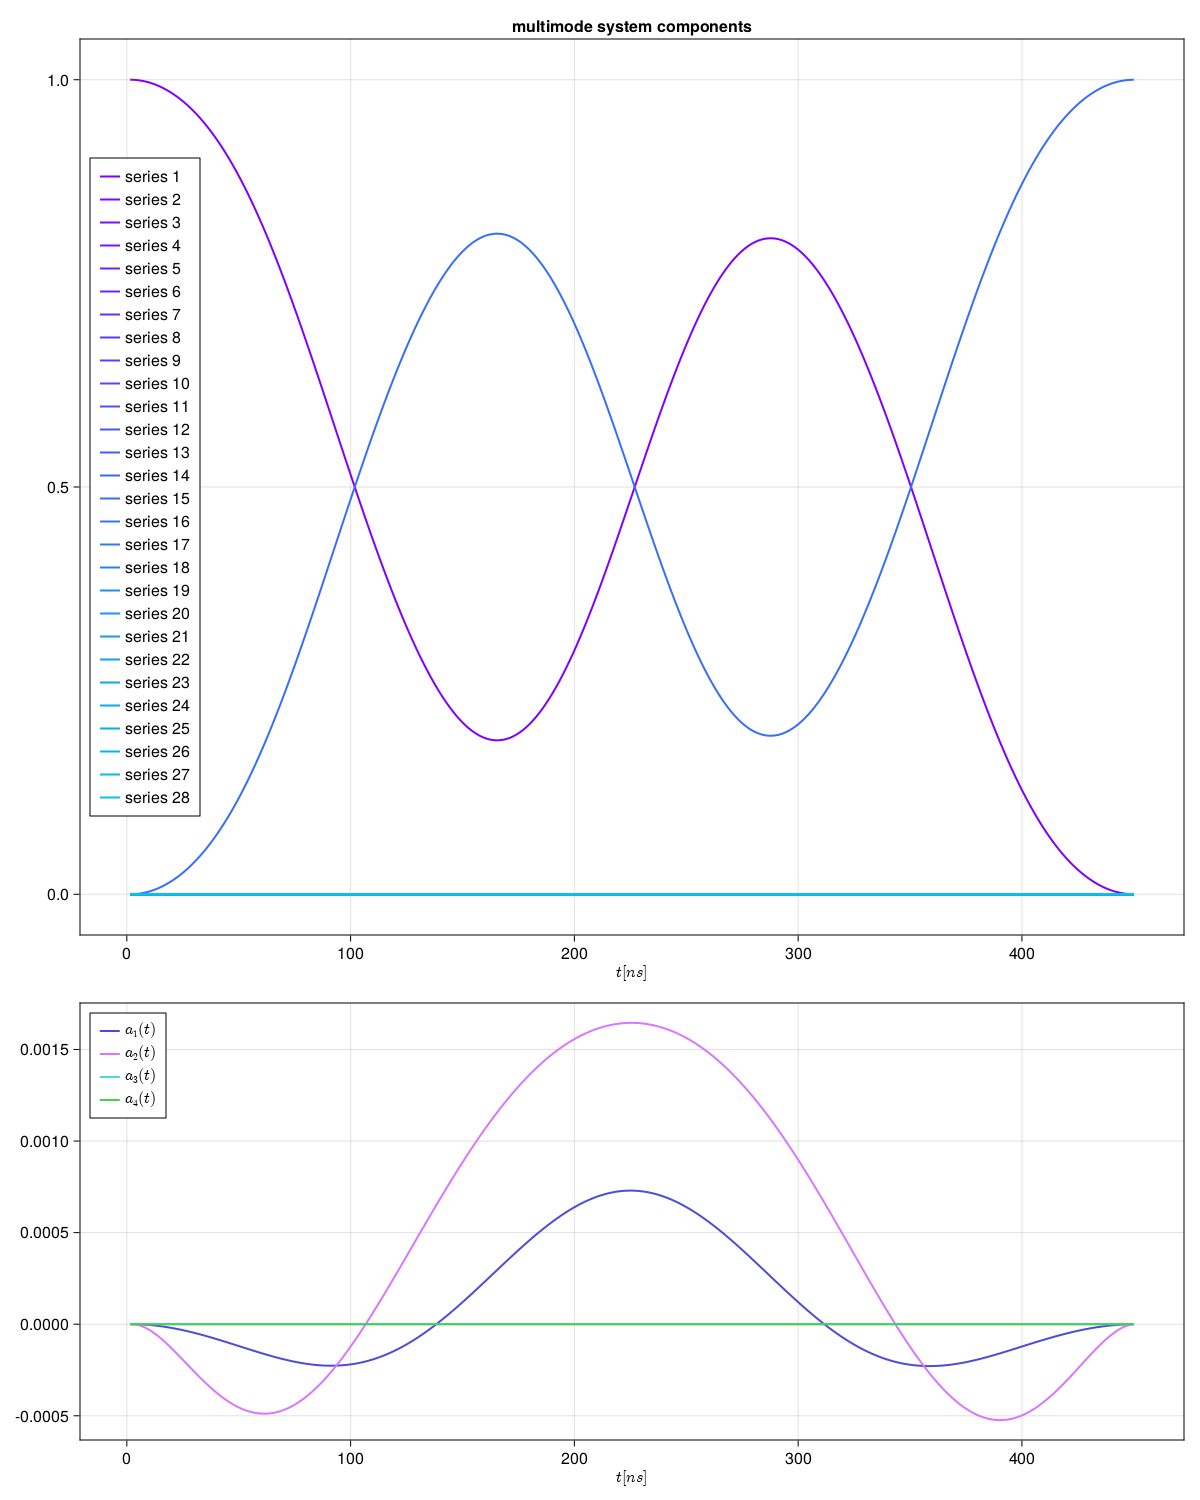 multimode system components
1.0
series 1
series 2
series 3
series 4
series 5
series 6
series 7
series 8
series 9
series 10
series 11
series 12
series 13
series 14
series 15
series 16
series 17
series 18
series 19
series 20
series 21
series 22
series 23
series 24
series 25
series 26
series 27
series 28
0.5
0.0
0 100 200 300 400
t[ns]
a₁(t)
a₂(t)
a₃(t)
a₄(t)
0.0015
0.0010
0.0005
0.0000
-0.0005
0 100 200 300 400
t[ns]